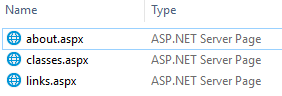 Name Type
about.aspx ASP.NET Server Page
classes.aspx ASP.NET Server Page
links.aspx ASP.NET Server Page